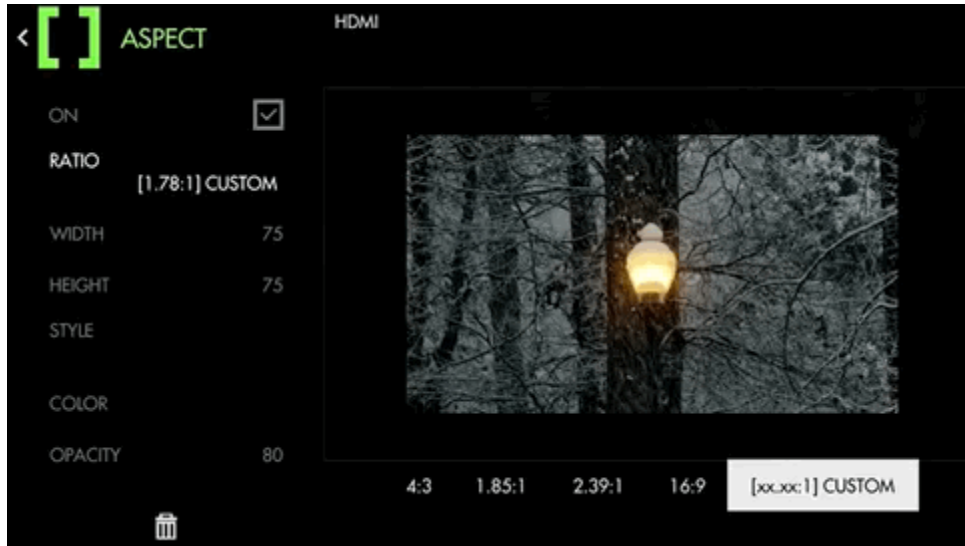 ASPECT
HDMI
ON
RATIO
[1.78:1] CUSTOM
WIDTH 75
HEIGHT 75
STYLE
COLOR
OPACITY 80
4:3 1.85:1 2.39:1 16:9 [xx.xx:1] CUSTOM